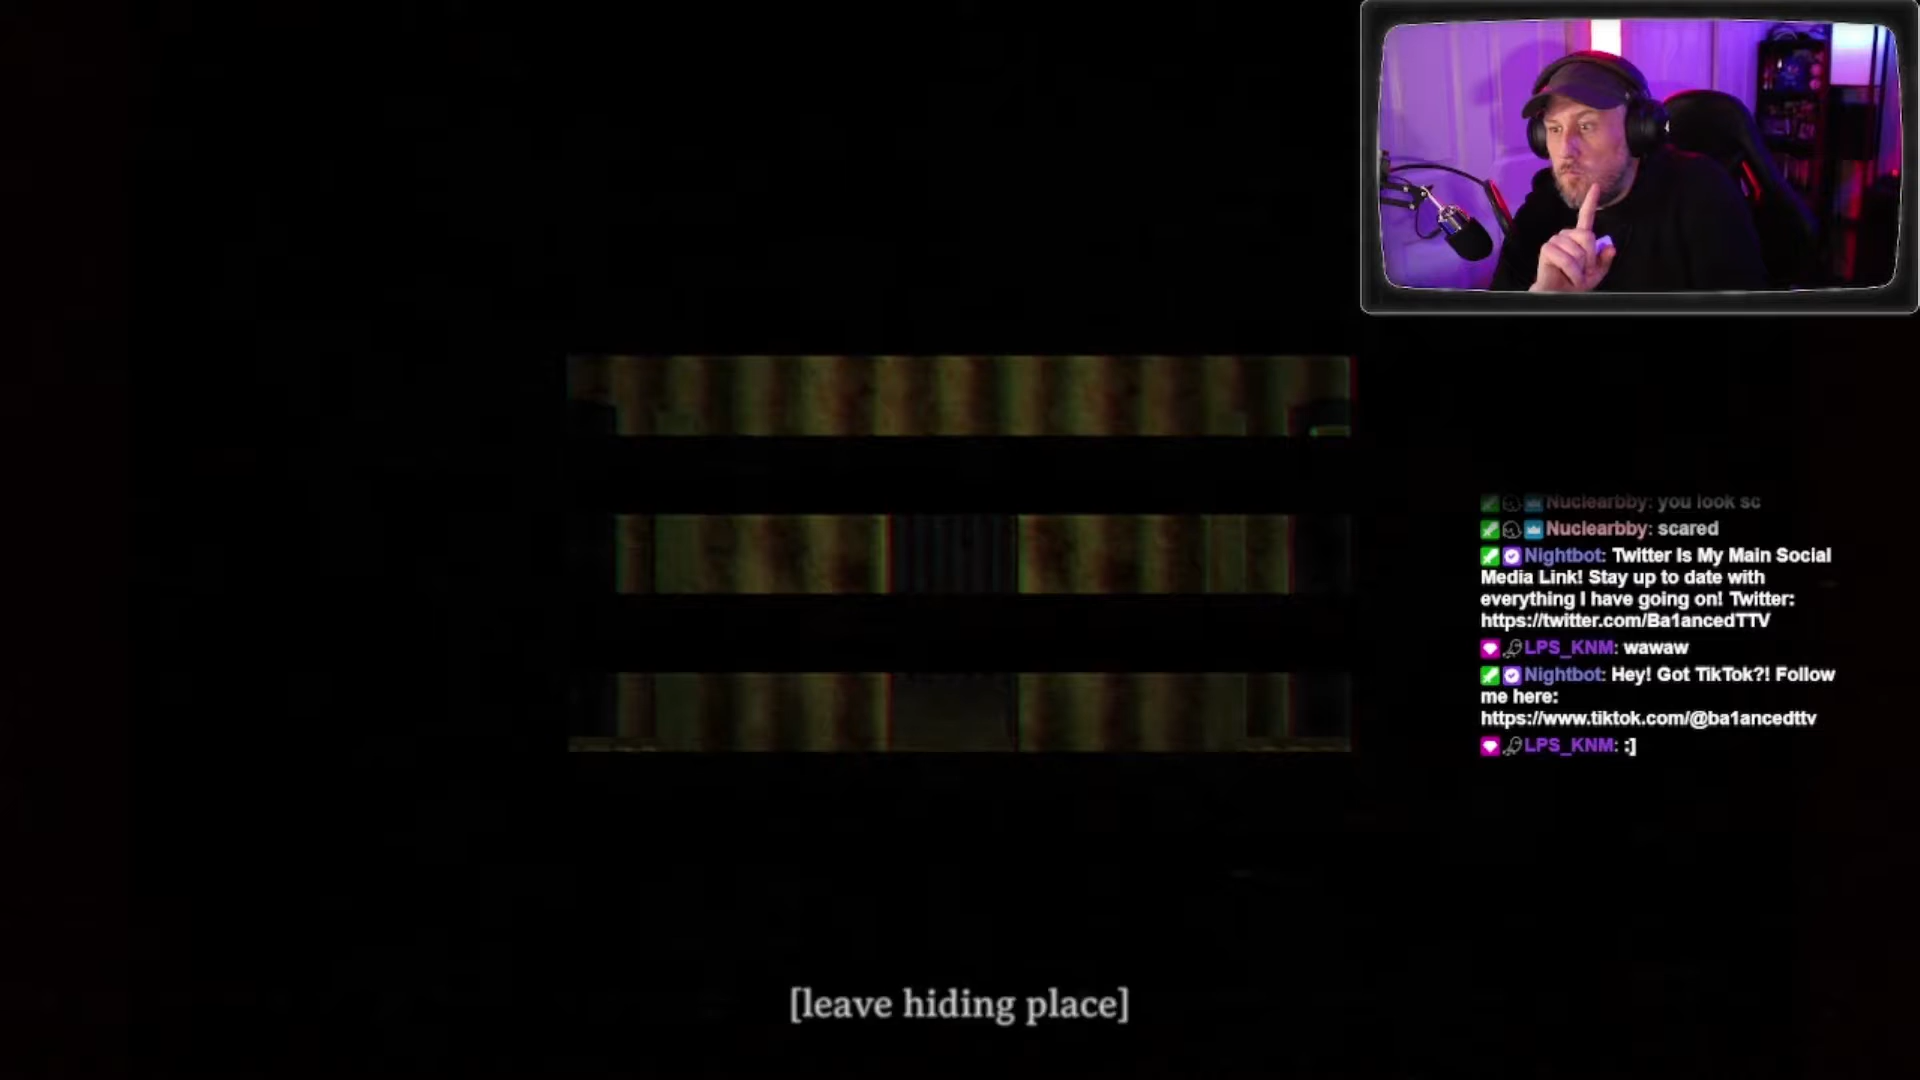 Nuclearbby: you look sc
Nuclearbby: scared
Nightbot: Twitter Is My Main Social
Media Link! Stay up to date with
everything I have going on! Twitter:
https://twitter.com/Ba1ancedTTV
LPS_KNM: wawaw
Nightbot: Hey! Got TikTok?! Follow
me here:
https://www.tiktok.com/@ba1ancedttv
LPS_KNM: :]
[leave hiding place]